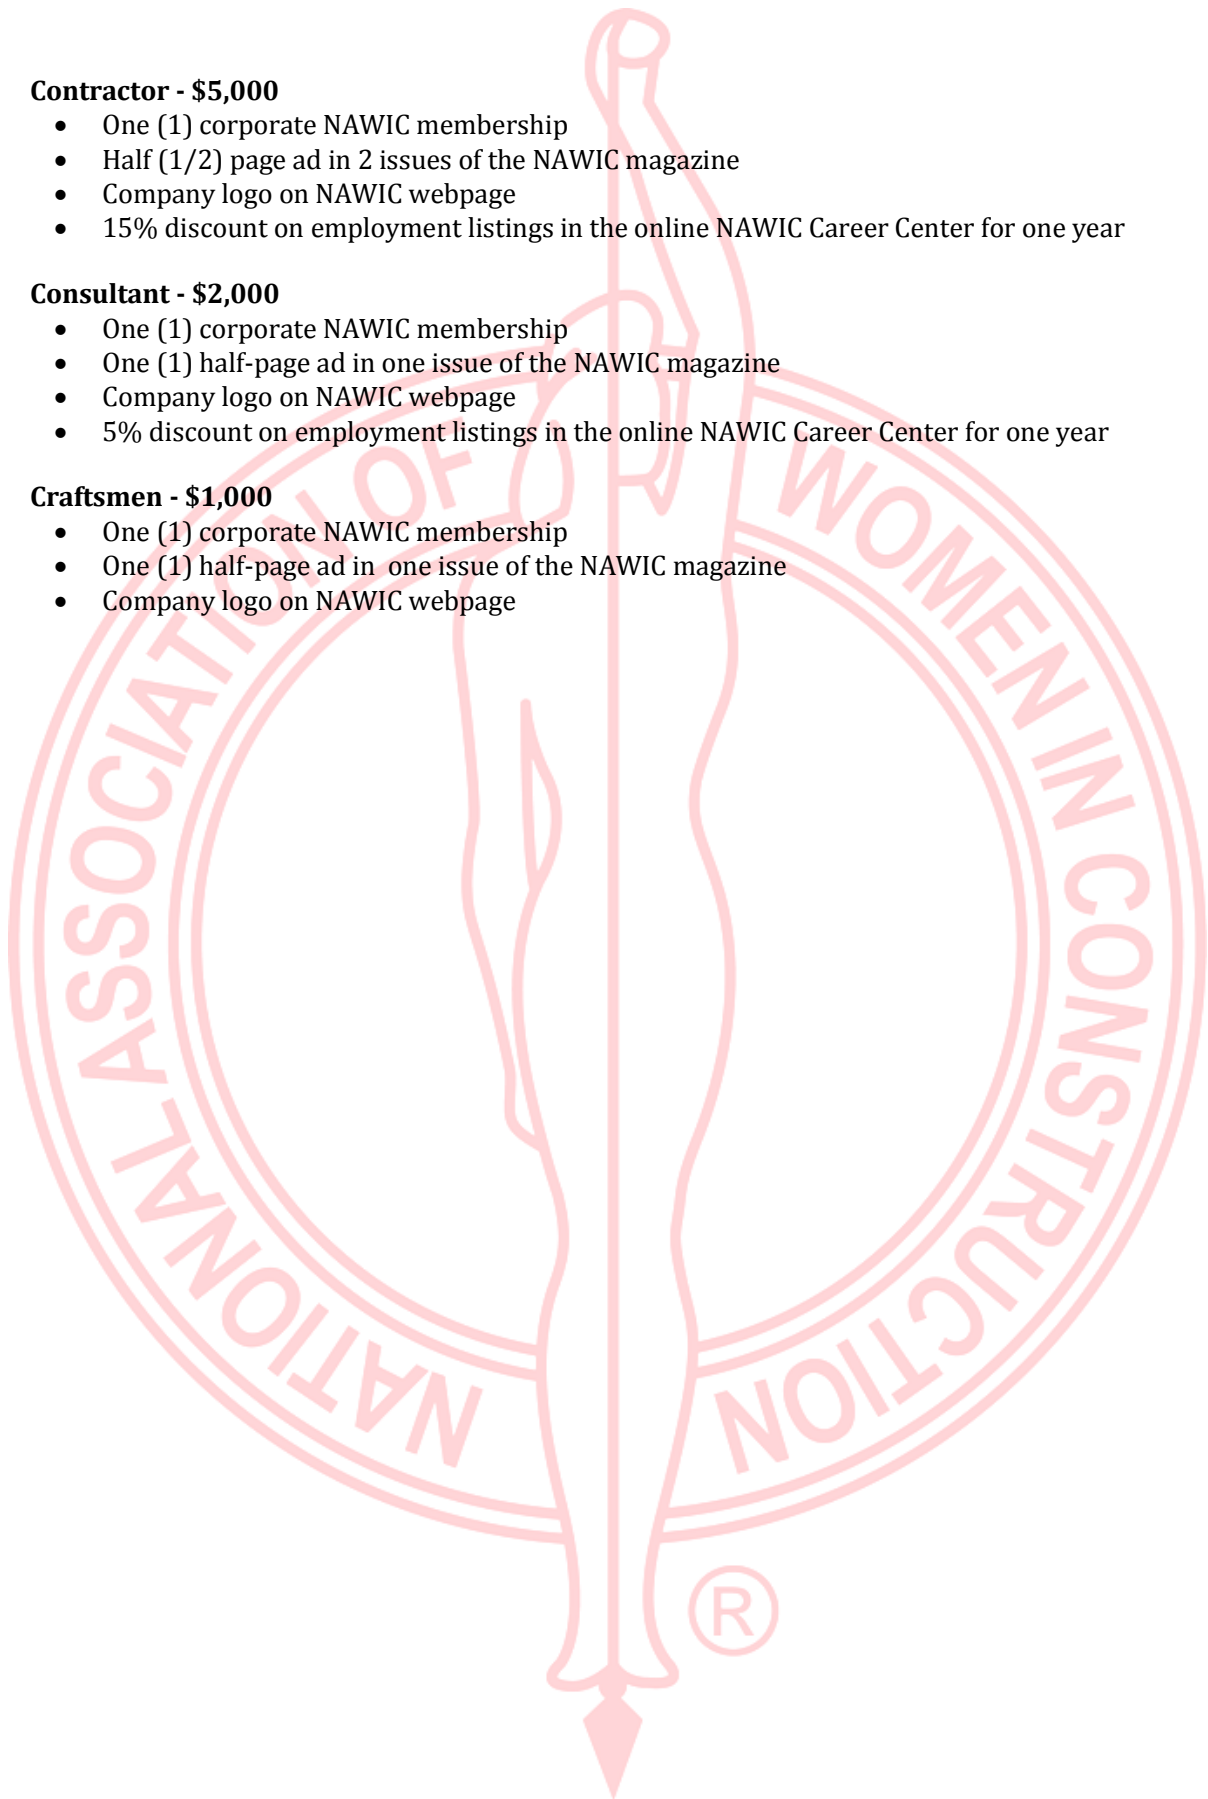 Contractor - $5,000
• One (1) corporate NAWIC membership
• Half (1/2) page ad in 2 issues of the NAWIC magazine
• Company logo on NAWIC webpage
• 15% discount on employment listings in the online NAWIC Career Center for one year
Consultant - $2,000
• One (1) corporate NAWIC membership
• One (1) half-page ad in one issue of the NAWIC magazine
• Company logo on NAWIC webpage
• 5% discount on employment listings in the online NAWIC Career Center for one year
Craftsmen - $1,000
• One (1) corporate NAWIC membership
• One (1) half-page ad in  one issue of the NAWIC magazine
• Company logo on NAWIC webpage
NATIONAL ASSOCIATION OF WOMEN IN CONSTRUCTION
®